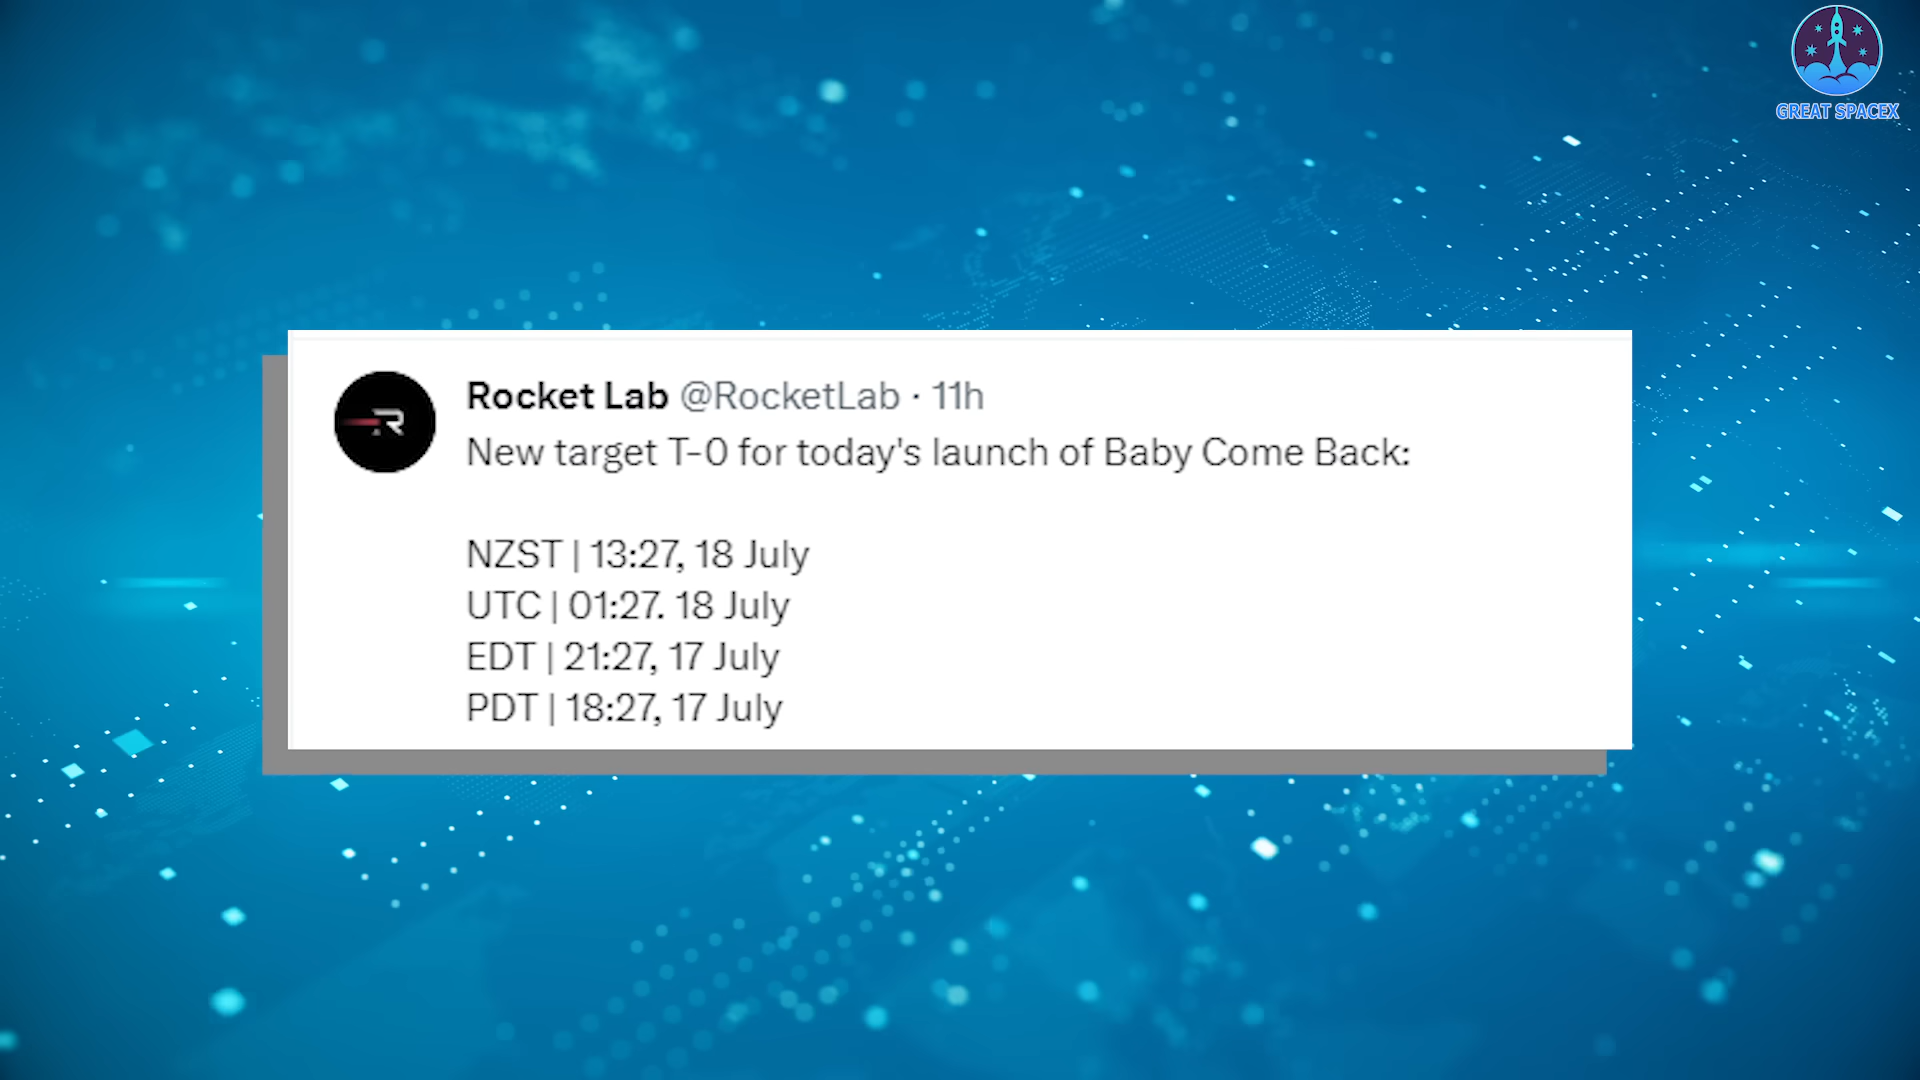 GREAT SPACEX
Rocket Lab @RocketLab · 11h
New target T-0 for today's launch of Baby Come Back:
NZST | 13:27, 18 July
UTC | 01:27. 18 July
EDT | 21:27, 17 July
PDT | 18:27, 17 July